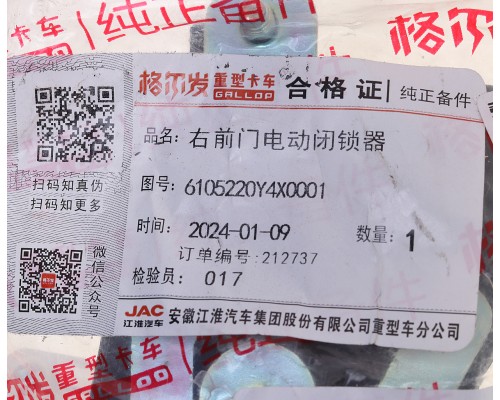 格尔发 重型卡车 GALLOP 合格证 纯正备件
品名: 右前门电动闭锁器
图号: 6105220Y4X0001
时间: 2024-01-09 数量: 1
订单编号:212737
检验员: 017
扫码知真伪
扫码知更多
微信公众号
JAC 江淮汽车 安徽江淮汽车集团股份有限公司重型车分公司
卡车 纯正备件
格尔
格尔发 重型卡车 GALLOP